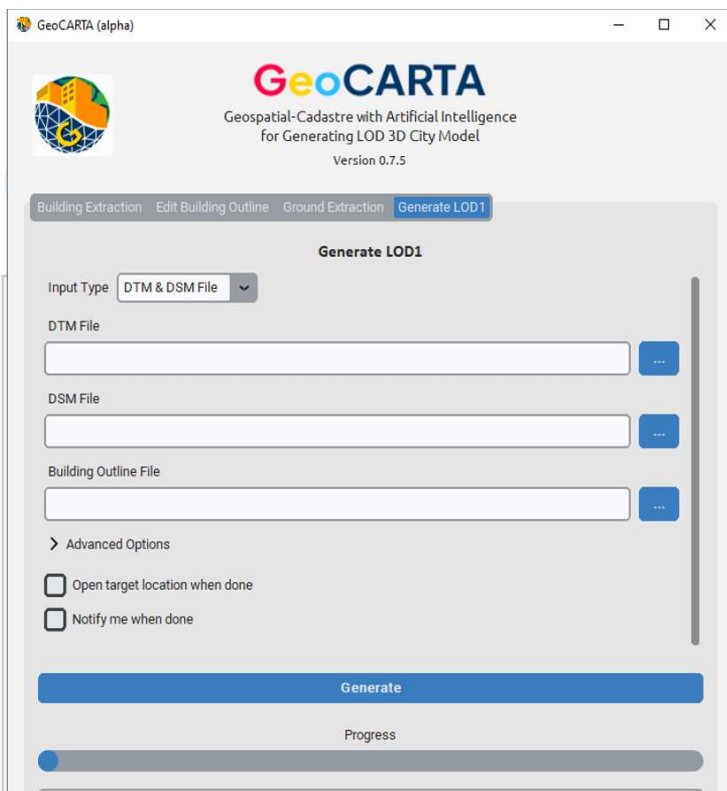 GeoCARTA (alpha)
GeoCARTA
Geospatial-Cadastre with Artificial Intelligence
for Generating LOD 3D City Model
Version 0.7.5
Building Extraction Edit Building Outline Ground Extraction Generate LOD1
Generate LOD1
Input Type DTM & DSM File
DTM File
...
DSM File
...
Building Outline File
...
Advanced Options
Open target location when done
Notify me when done
Generate
Progress